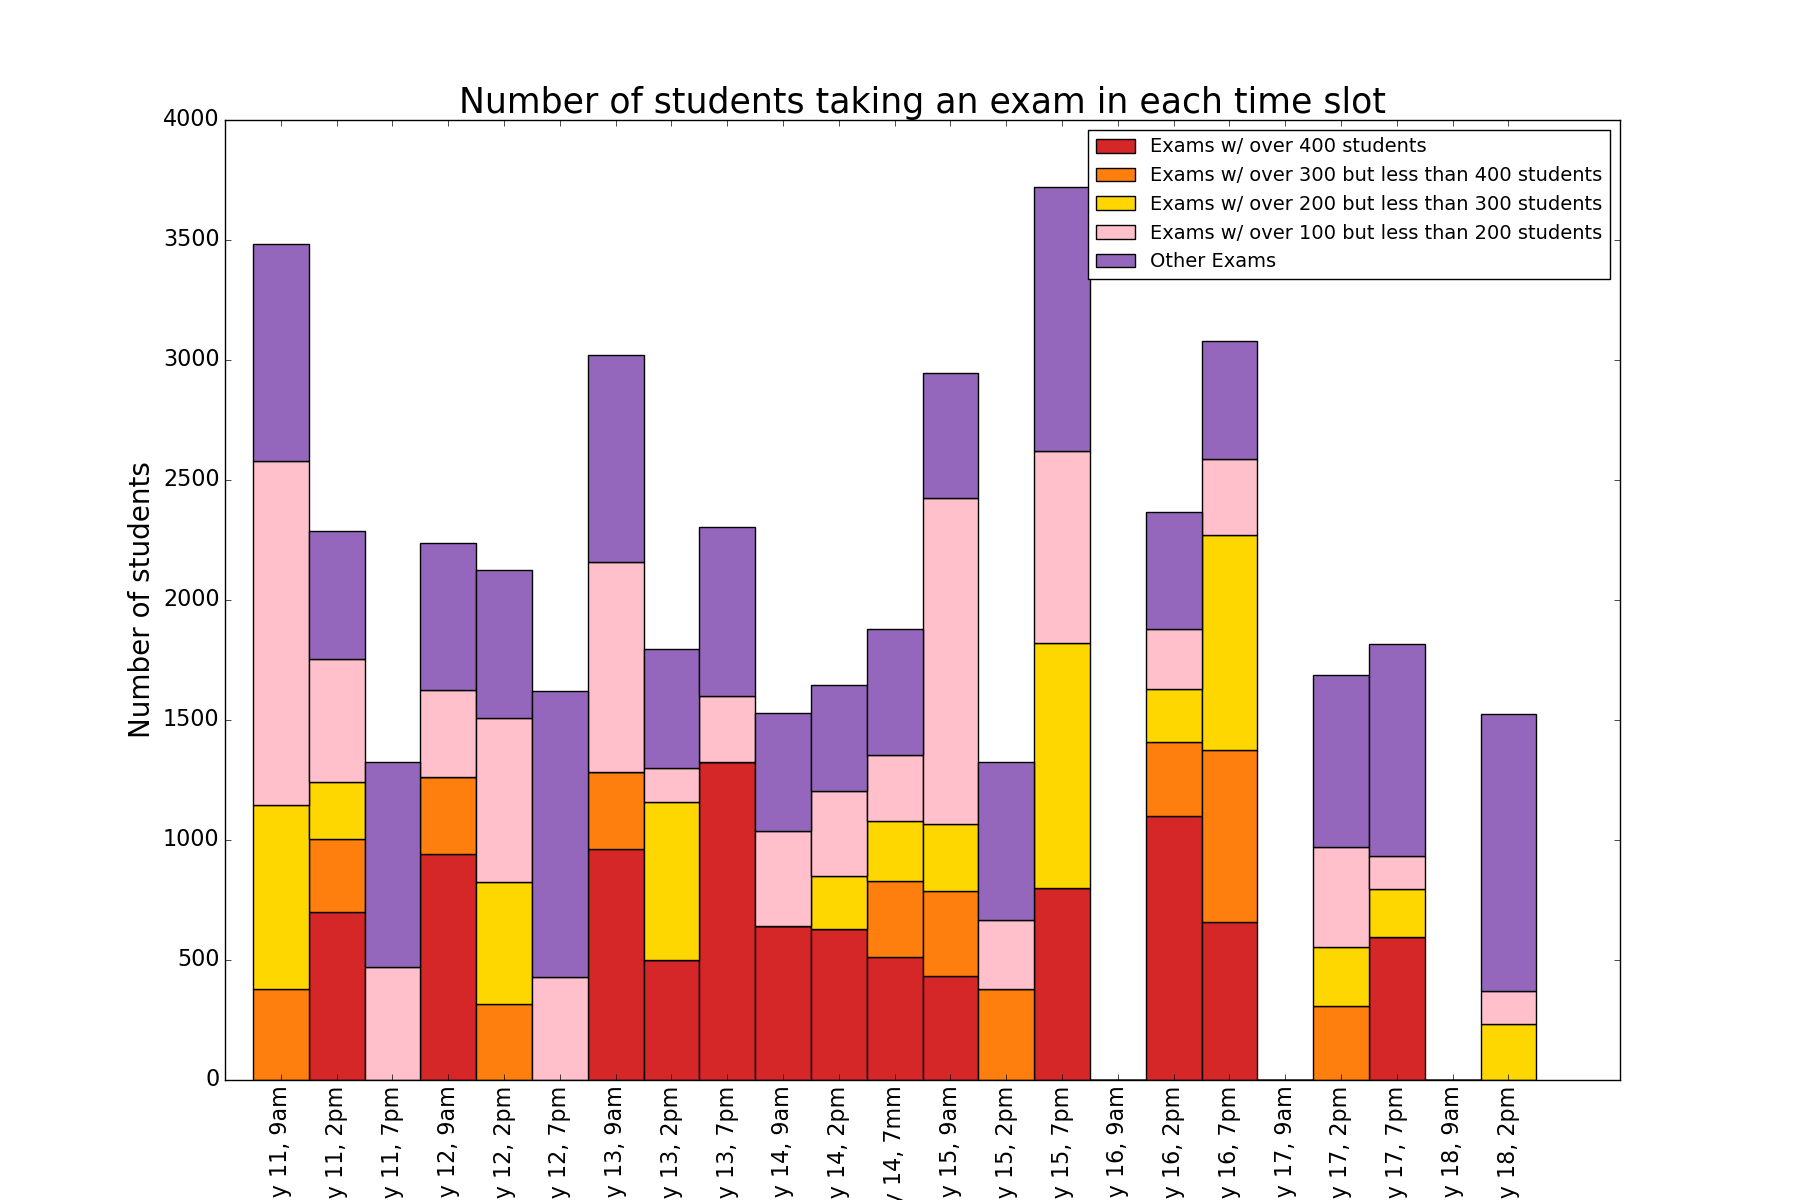 Number of students taking an exam in each time slot
4000
3500
3000
2500
2000
1500
1000
500
0
Number of students
Exams w/ over 400 students
Exams w/ over 300 but less than 400 students
Exams w/ over 200 but less than 300 students
Exams w/ over 100 but less than 200 students
Other Exams
y 11, 9am
y 11, 2pm
y 11, 7pm
y 12, 9am
y 12, 2pm
y 12, 7pm
y 13, 9am
y 13, 2pm
y 13, 7pm
y 14, 9am
y 14, 2pm
y 14, 7mm
y 15, 9am
y 15, 2pm
y 15, 7pm
y 16, 9am
y 16, 2pm
y 16, 7pm
y 17, 9am
y 17, 2pm
y 17, 7pm
y 18, 9am
y 18, 2pm